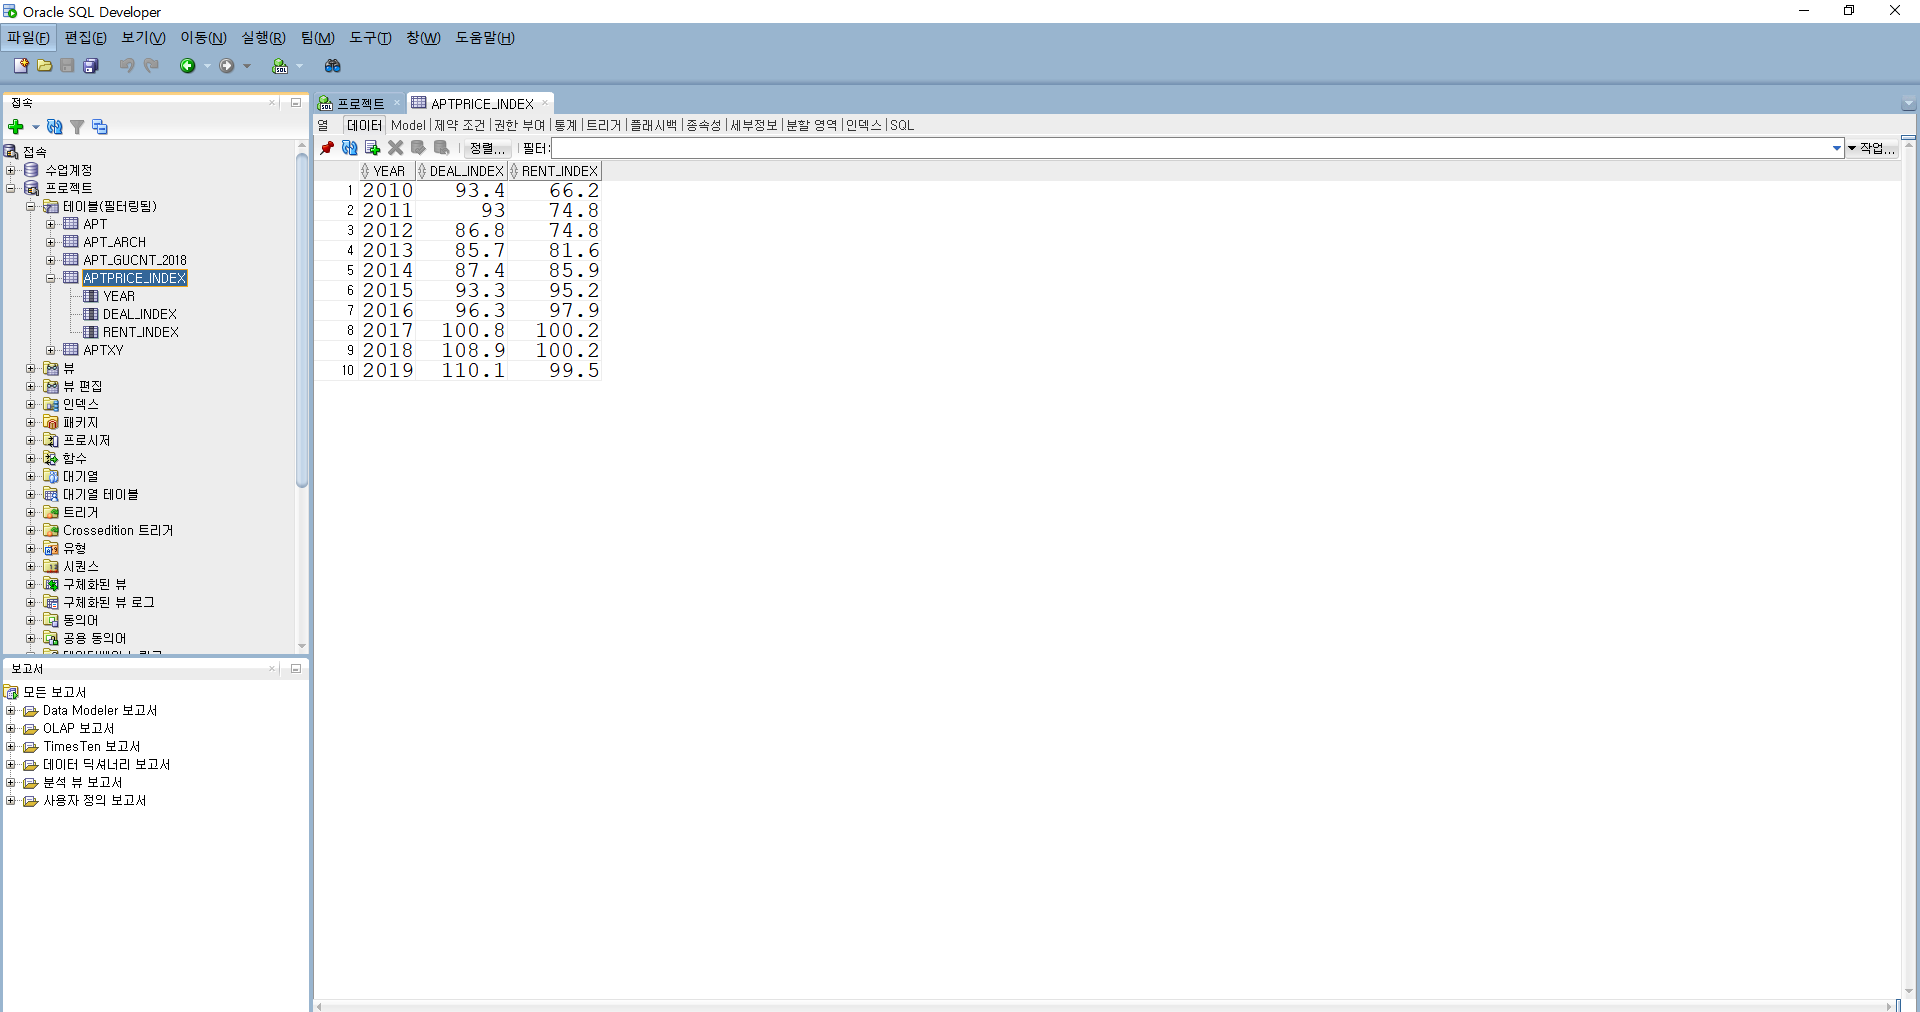 Oracle SQL Developer
파일(F) 편집(E) 보기(V) 이동(N) 실행(R) 팀(M) 도구(T) 창(W) 도움말(H)
접속
접속
수업계정
프로젝트
테이블(필터링됨)
APT
APT_ARCH
APT_GUCNT_2018
APTPRICE_INDEX
YEAR
DEAL_INDEX
RENT_INDEX
APTXY
뷰
뷰 편집
인덱스
패키지
프로시저
함수
대기열
대기열 테이블
트리거
Crossedition 트리거
유형
시퀀스
구체화된 뷰
구체화된 뷰 로그
동의어
공용 동의어
보고서
모든 보고서
Data Modeler 보고서
OLAP 보고서
TimesTen 보고서
데이터 딕셔너리 보고서
분석 뷰 보고서
사용자 정의 보고서
프로젝트 APTPRICE_INDEX
열 데이터 Model 제약 조건 권한 부여 통계 트리거 플래시백 종속성 세부정보 분할 영역 인덱스 SQL
정렬... 필터: 작업...
YEAR DEAL_INDEX RENT_INDEX
1 2010 93.4 66.2
2 2011 93 74.8
3 2012 86.8 74.8
4 2013 85.7 81.6
5 2014 87.4 85.9
6 2015 93.3 95.2
7 2016 96.3 97.9
8 2017 100.8 100.2
9 2018 108.9 100.2
10 2019 110.1 99.5